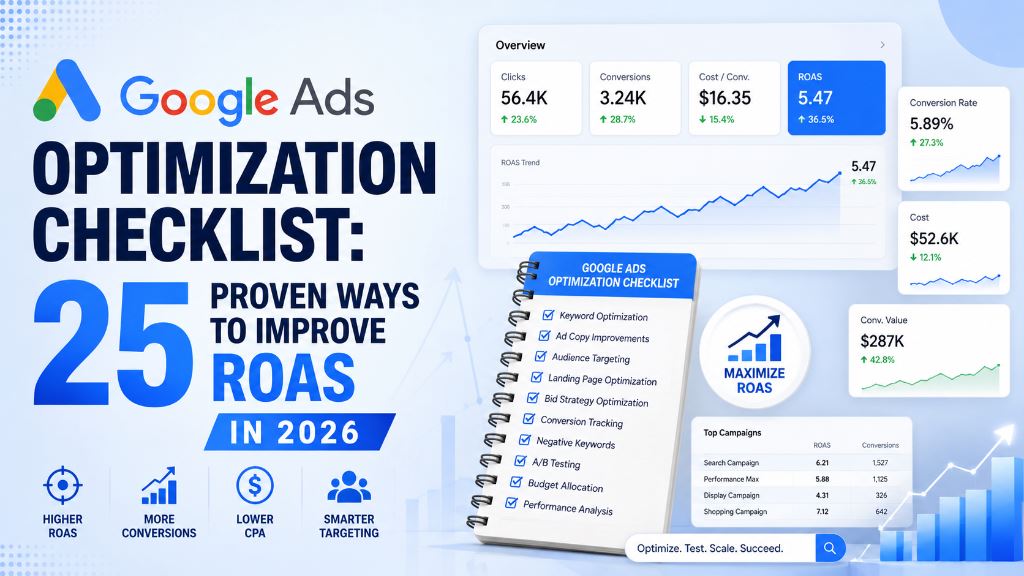 Google Ads
OPTIMIZATION
CHECKLIST:
25
PROVEN WAYS
TO IMPROVE
ROAS
IN 2026
HIGHER
ROAS
MORE
CONVERSIONS
LOWER
CPA
SMARTER
TARGETING
Overview
Clicks
56.4K
↑ 23.6%
Conversions
3.24K
↑ 28.7%
Cost / Conv.
$16.35
↓ 15.4%
ROAS
5.47
↑ 36.5%
ROAS Trend
5.47
↑ 36.5%
Conversion Rate
5.89%
↑ 27.3%
Cost
$52.6K
↓ 12.1%
Conv. Value
$287K
↑ 42.8%
GOOGLE ADS
OPTIMIZATION CHECKLIST
Keyword Optimization
Ad Copy Improvements
Audience Targeting
Landing Page Optimization
Bid Strategy Optimization
Conversion Tracking
Negative Keywords
A/B Testing
Budget Allocation
Performance Analysis
MAXIMIZE
ROAS
Top Campaigns
ROAS Conversions
Search Campaign 6.21 1,527
Performance Max 5.88 1,125
Display Campaign 4.31 326
Shopping Campaign 7.12 642
Optimize. Test. Scale. Succeed.